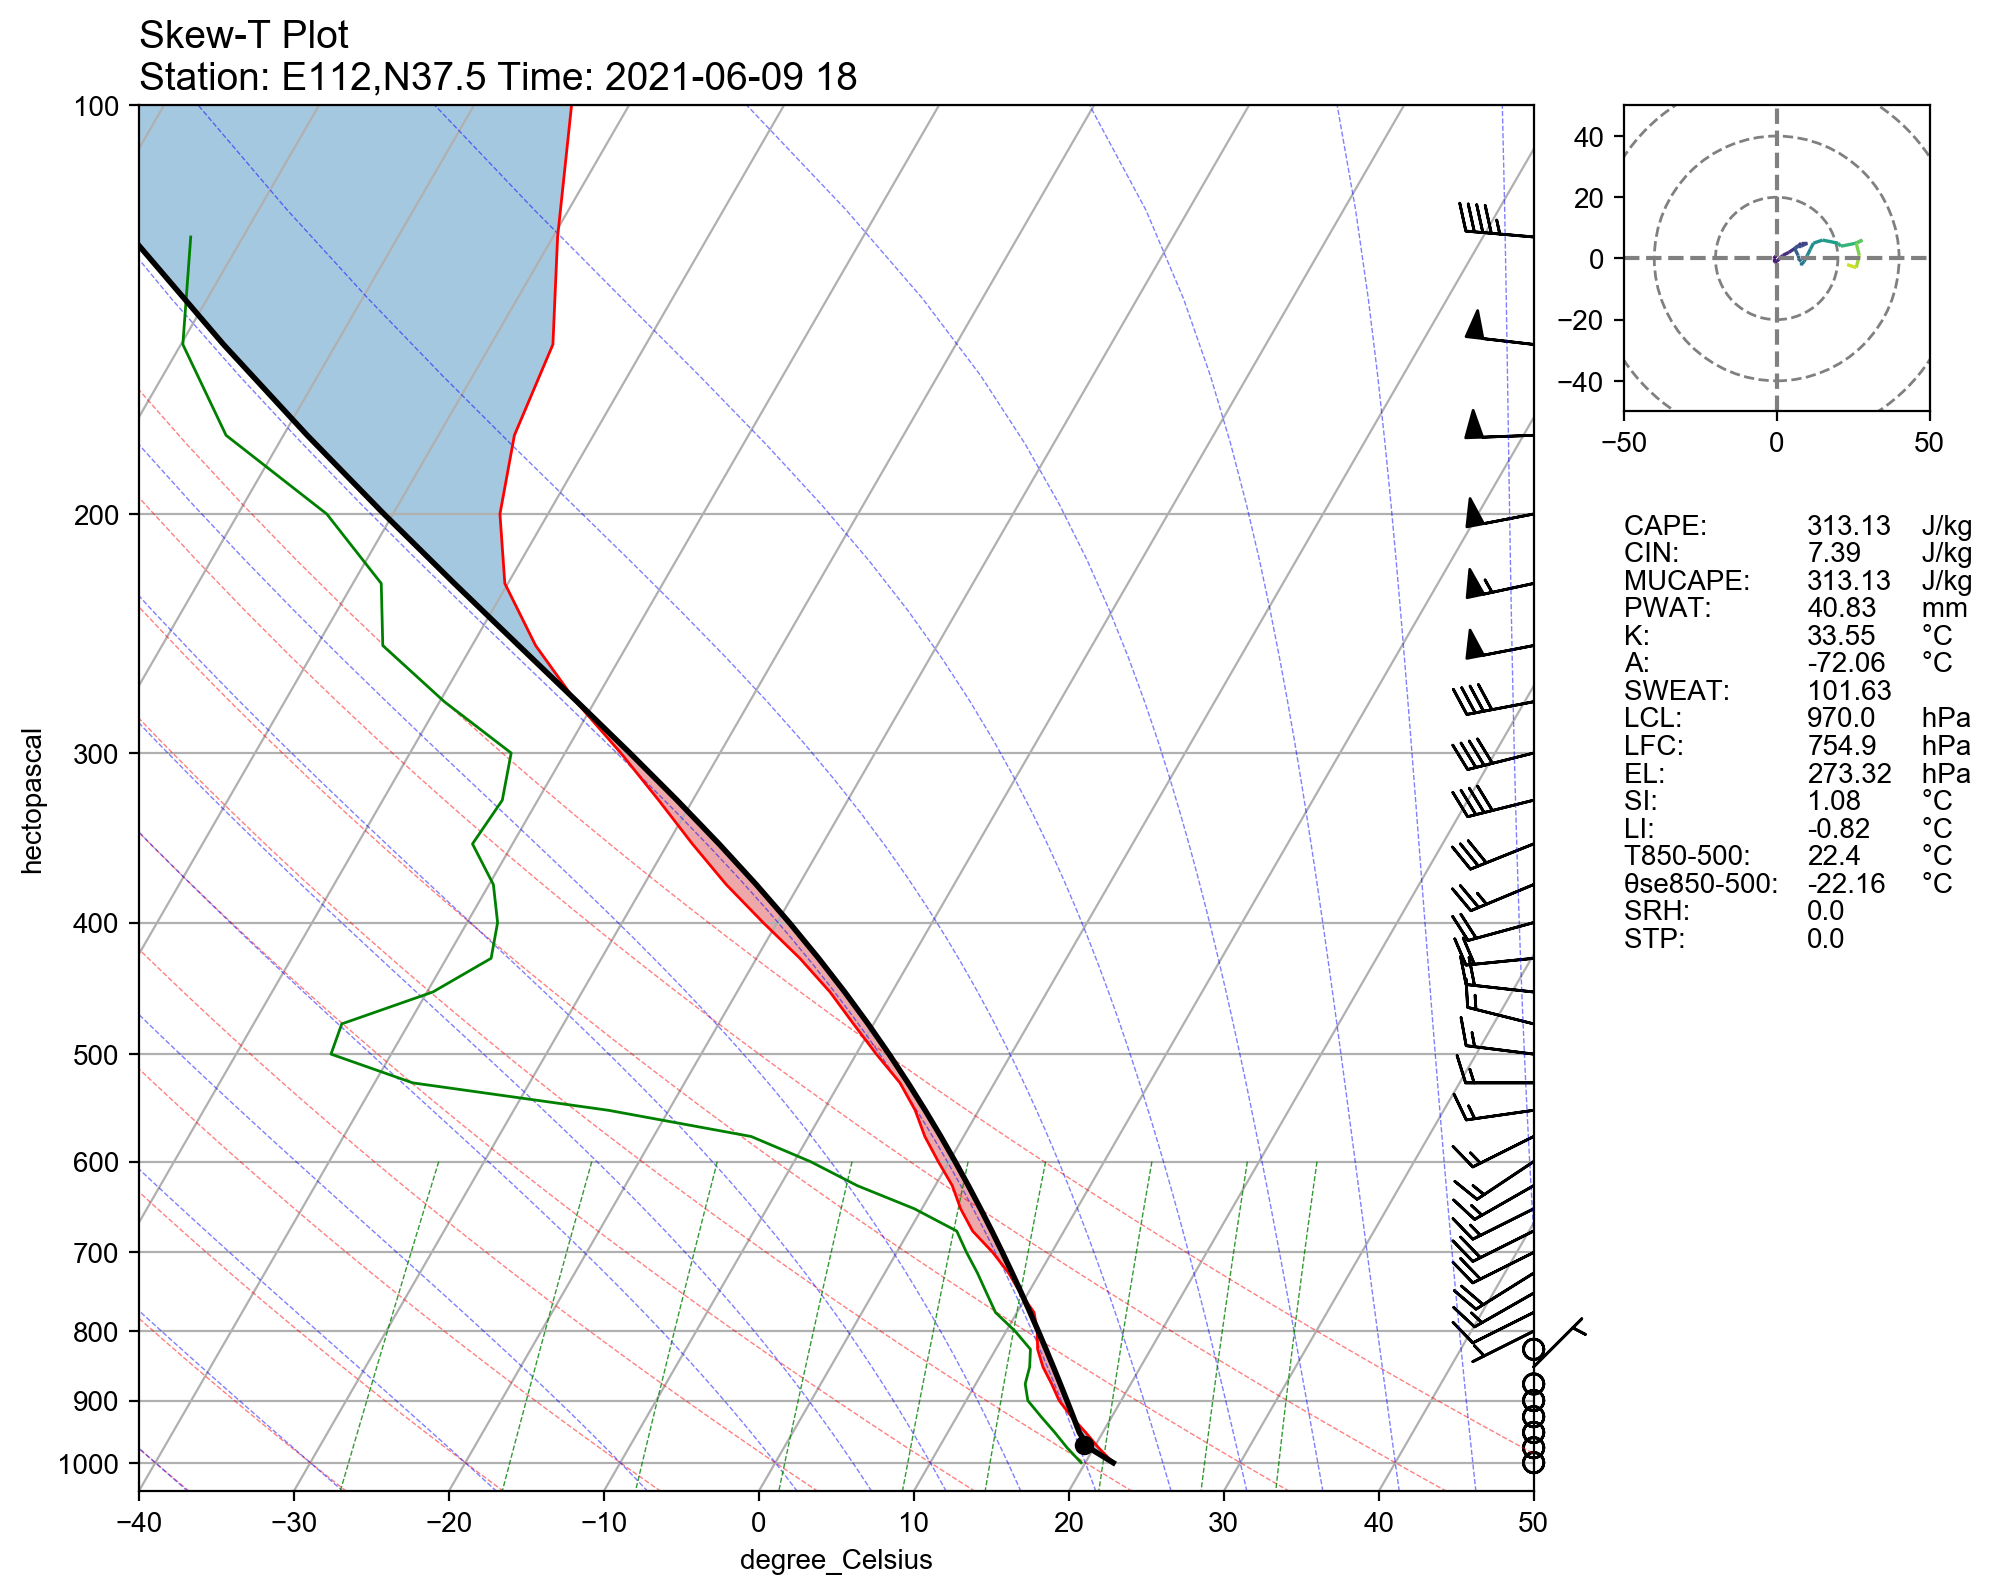 Skew-T Plot
Station: E112,N37.5 Time: 2021-06-09 18
100
200
300
400
500
600
700
800
900
1000
hectopascal
−40 −30 −20 −10 0 10 20 30 40 50
degree_Celsius
40
20
0
−20
−40
−50 0 50
CAPE: 313.13 J/kg
CIN: 7.39 J/kg
MUCAPE: 313.13 J/kg
PWAT: 40.83 mm
K: 33.55 °C
A: -72.06 °C
SWEAT: 101.63
LCL: 970.0 hPa
LFC: 754.9 hPa
EL: 273.32 hPa
SI: 1.08 °C
LI: -0.82 °C
T850-500: 22.4 °C
θse850-500: -22.16 °C
SRH: 0.0
STP: 0.0